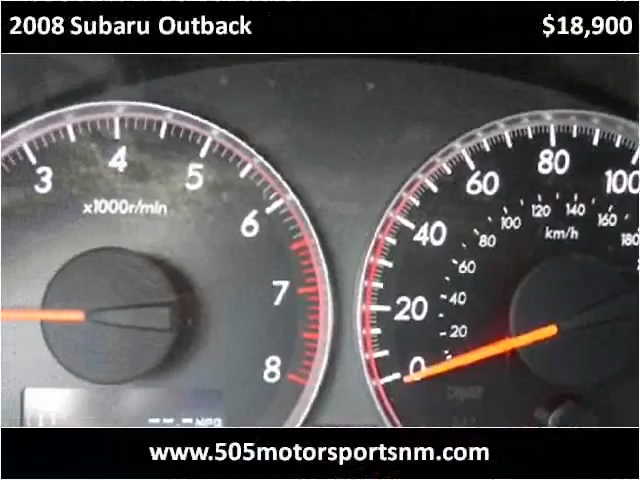 2008 Subaru Outback $18,900
3 4 5 6 7 8
x1000r/min
0 20 40 60 80 100
20 40 60 80 100 120 140 160 180
km/h
MPG
www.505motorsportsnm.com